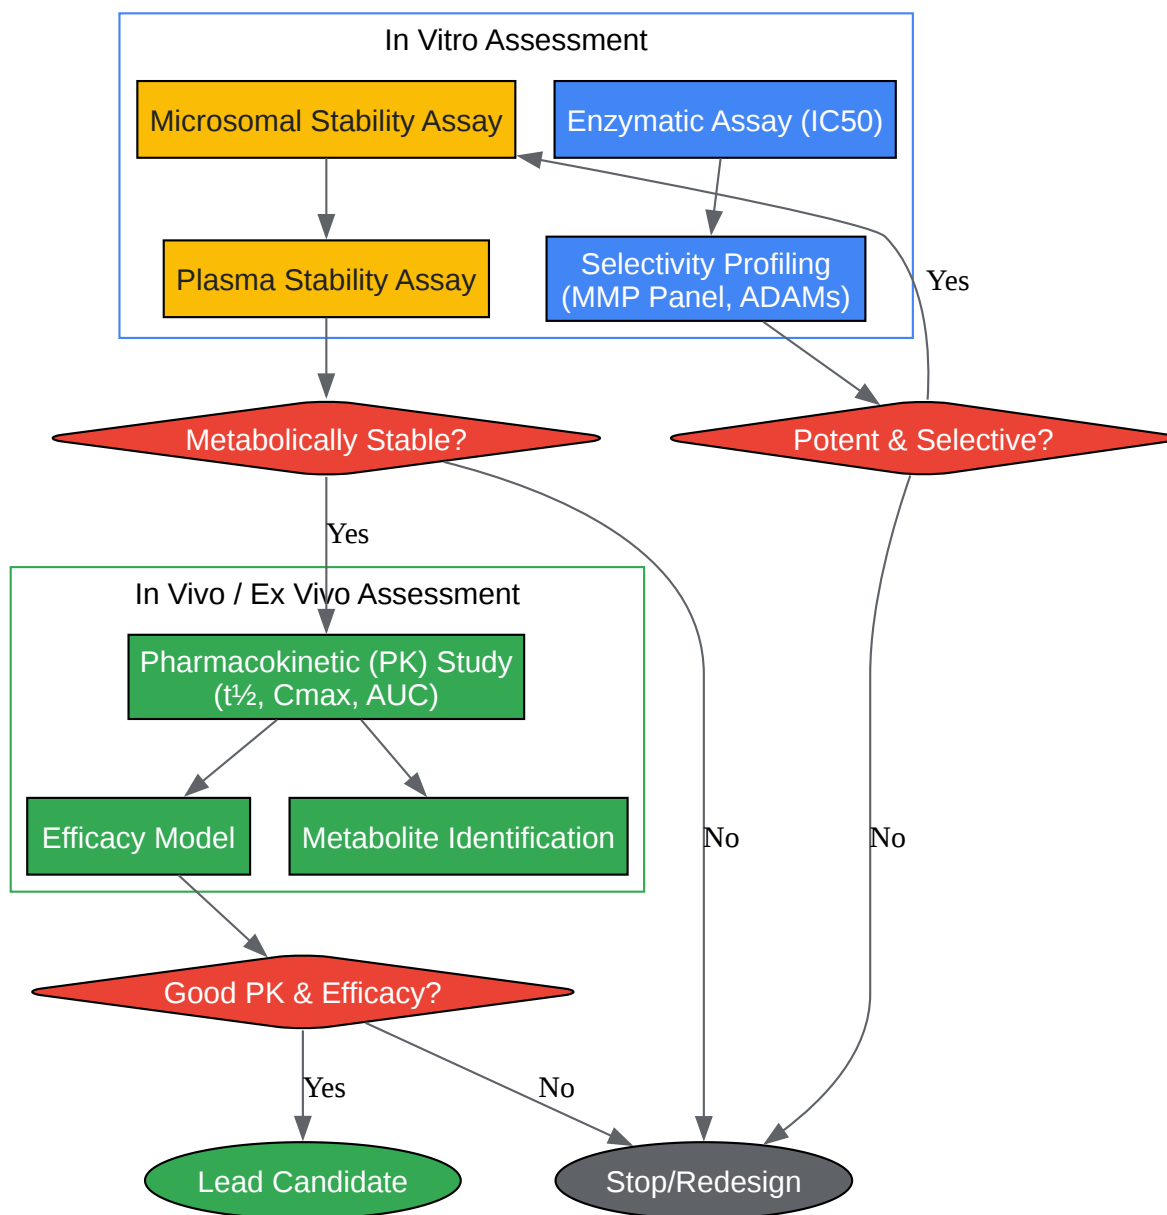 In Vitro Assessment
Microsomal Stability Assay
Enzymatic Assay (IC50)
Plasma Stability Assay
Selectivity Profiling
(MMP Panel, ADAMs)
Yes
Metabolically Stable?
Potent & Selective?
Yes
In Vivo / Ex Vivo Assessment
Pharmacokinetic (PK) Study
(t½, Cmax, AUC)
Efficacy Model
Metabolite Identification
No
No
Good PK & Efficacy?
Yes
No
Lead Candidate
Stop/Redesign